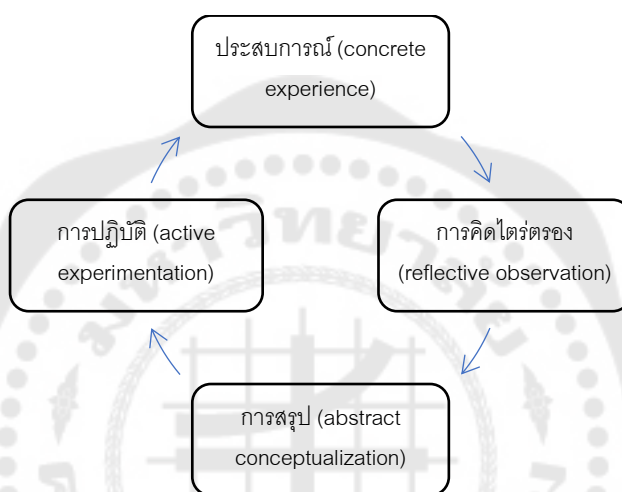 ประสบการณ์ (concrete
experience)
การปฏิบัติ (active
experimentation)
การคิดไตร่ตรอง
(reflective observation)
การสรุป (abstract
conceptualization)